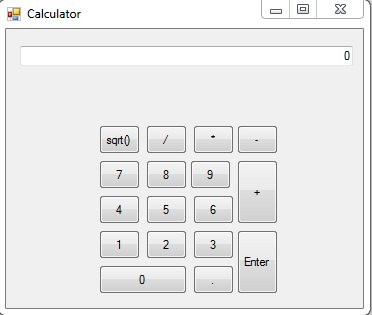 Calculator
0
sqrt() / * -
7 8 9
+
4 5 6
1 2 3
Enter
0 .